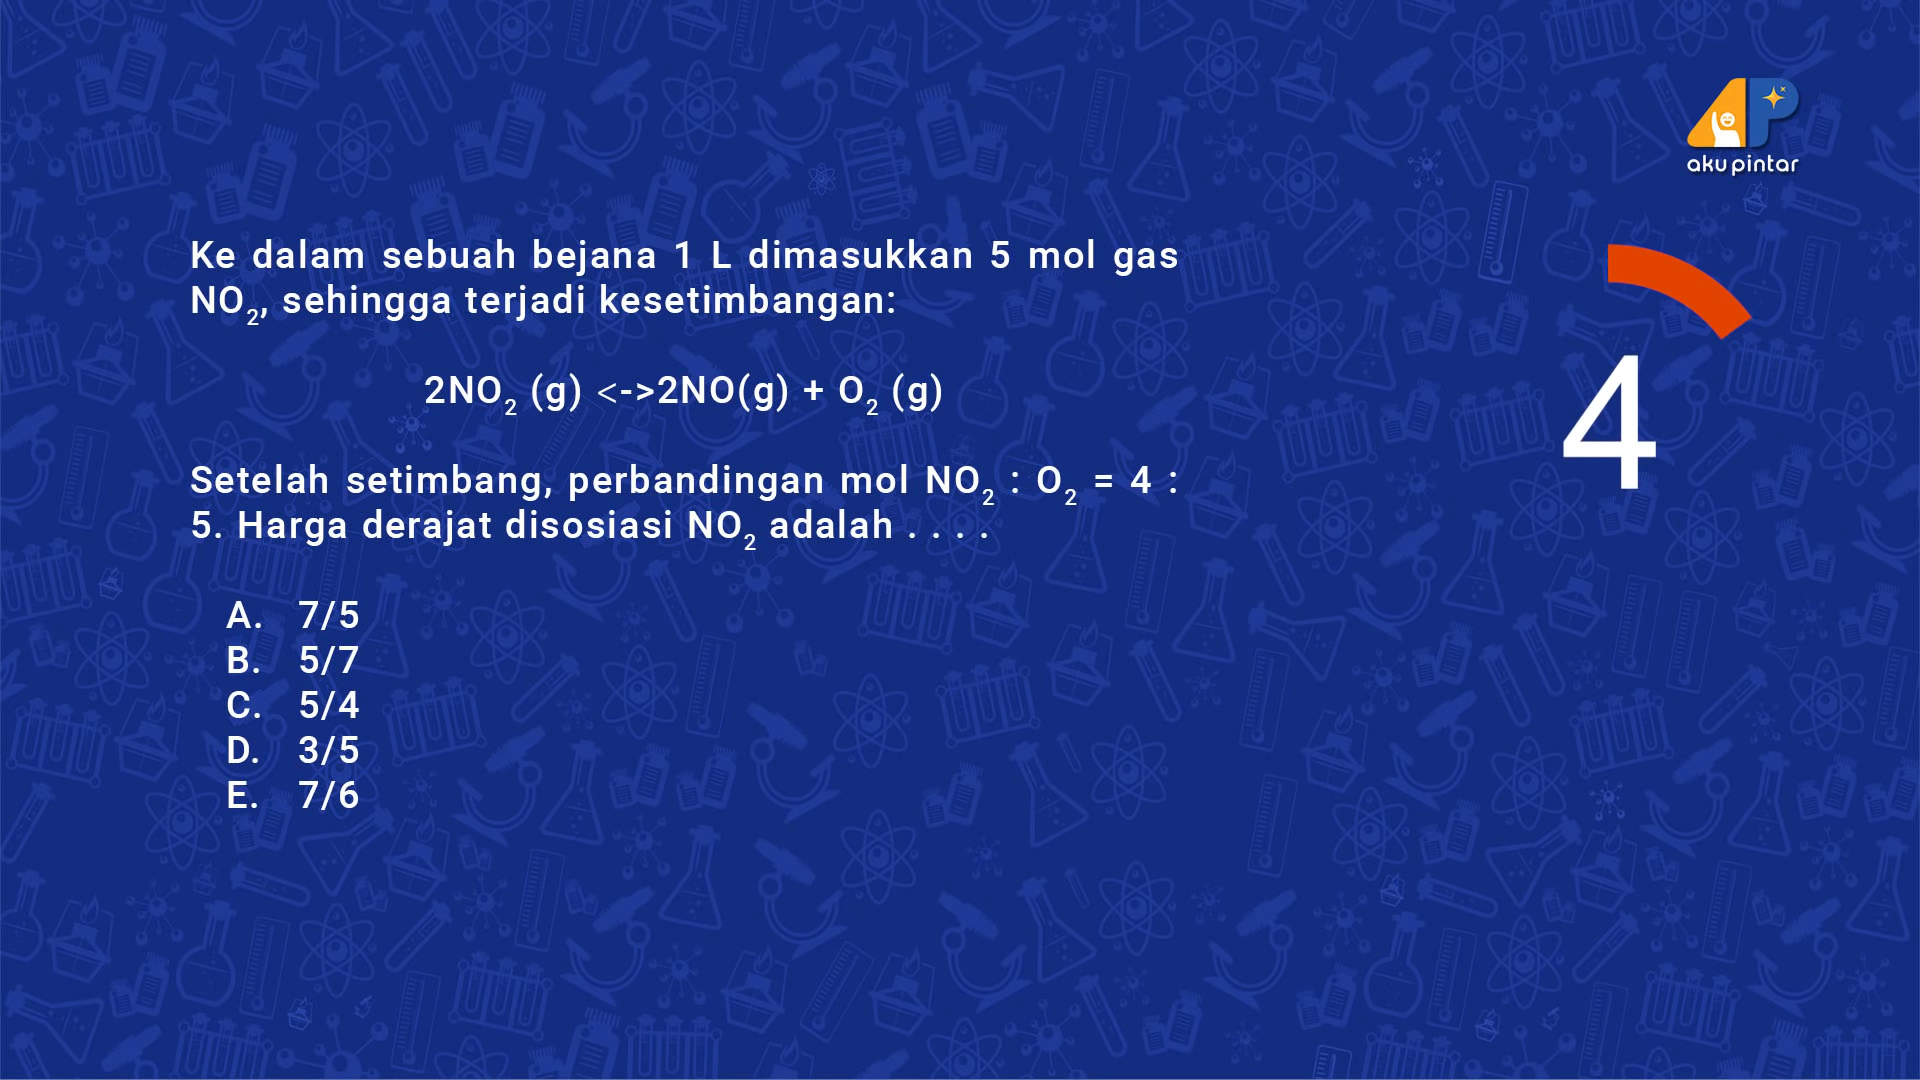 aku pintar
Ke dalam sebuah bejana 1 L dimasukkan 5 mol gas
NO₂, sehingga terjadi kesetimbangan:
2NO₂ (g) <->2NO(g) + O₂ (g)
Setelah setimbang, perbandingan mol NO₂ : O₂ = 4 :
5. Harga derajat disosiasi NO₂ adalah . . . .
A. 7/5
B. 5/7
C. 5/4
D. 3/5
E. 7/6
4